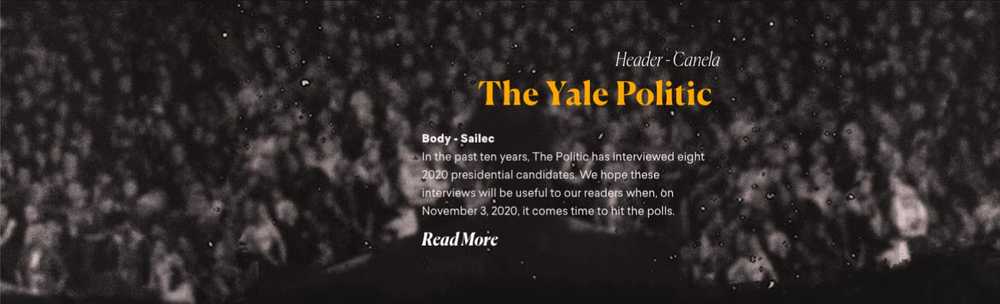 Header - Canela
The Yale Politic
Body - Sailec
In the past ten years, The Politic has interviewed eight
2020 presidential candidates. We hope these
interviews will be useful to our readers when, on
November 3, 2020, it comes time to hit the polls.
Read More